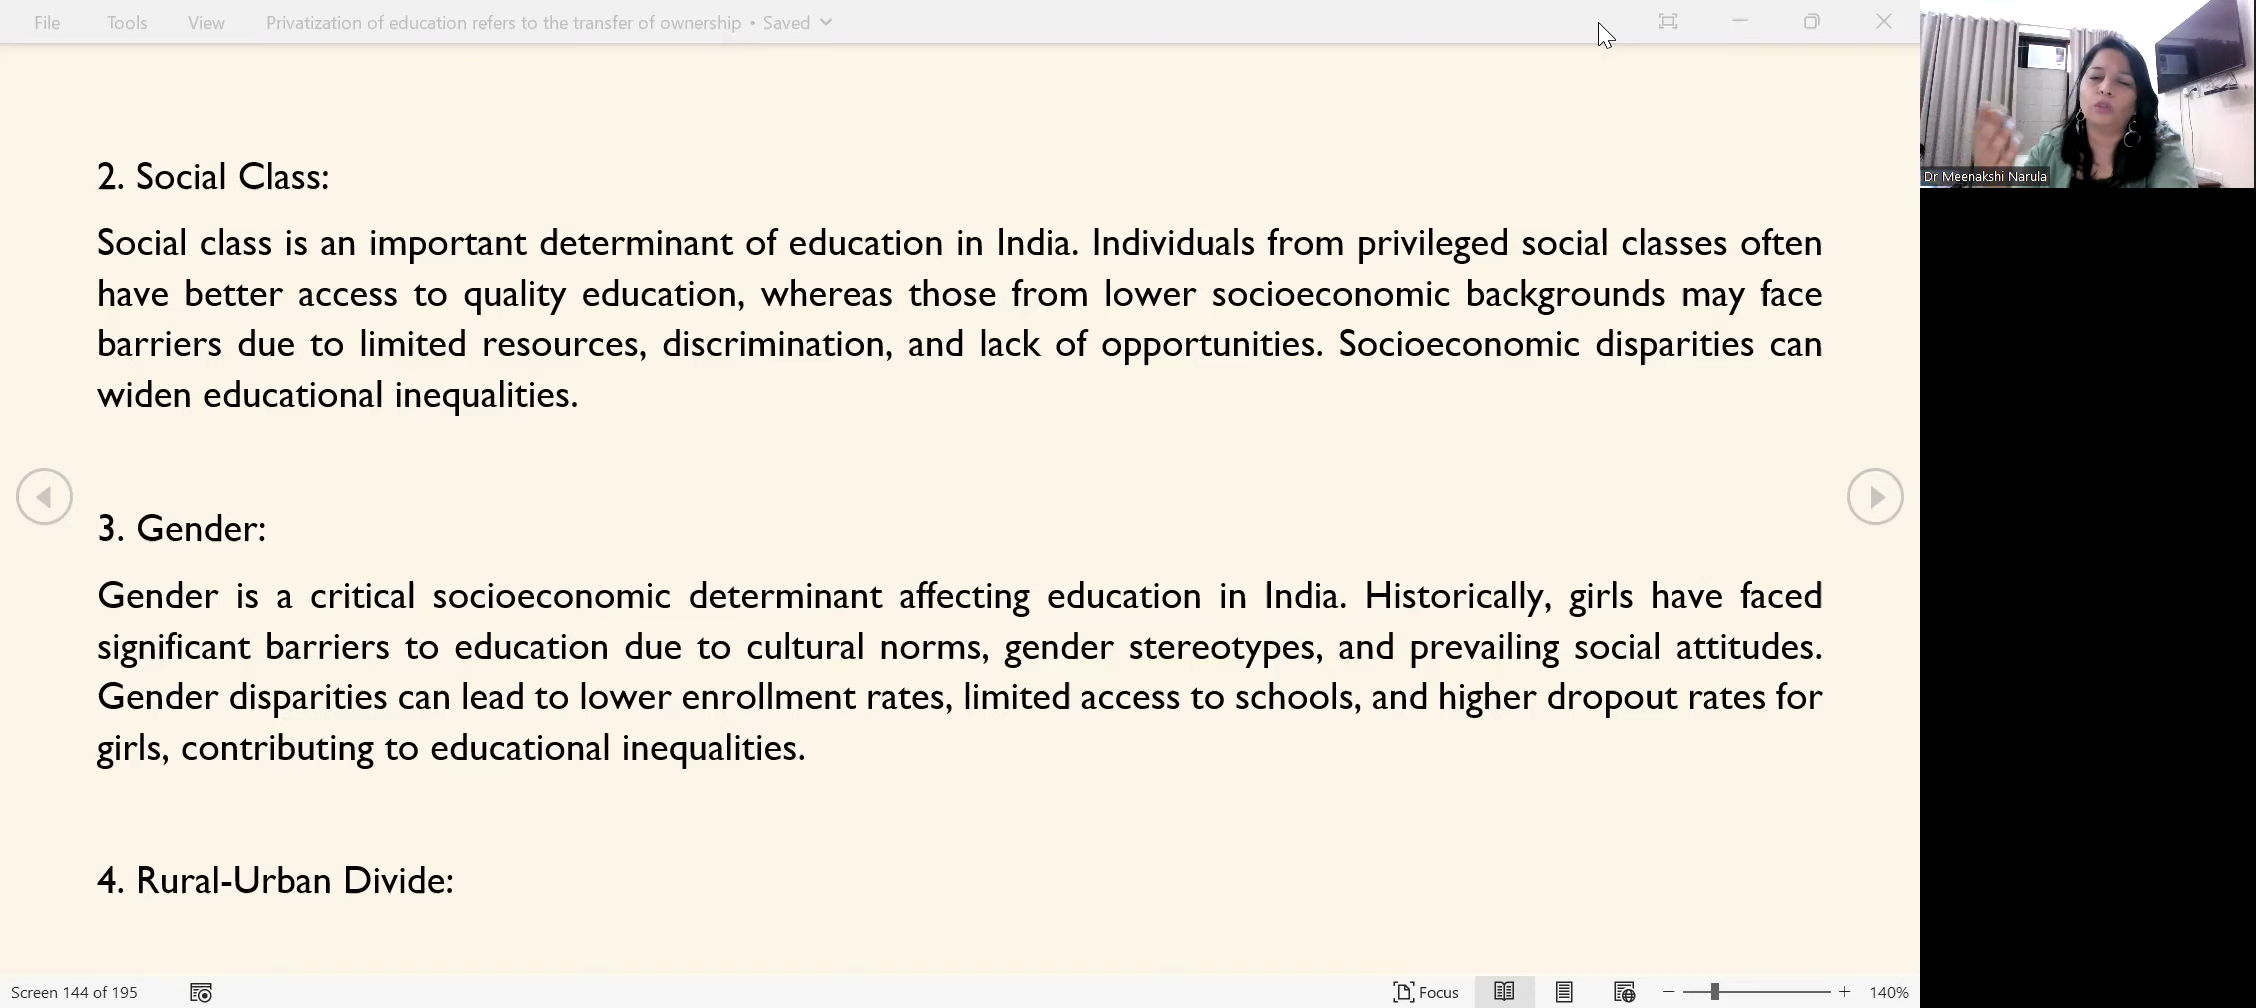 File Tools View Privatization of education refers to the transfer of ownership • Saved
Dr Meenakshi Narula
2. Social Class:
Social class is an important determinant of education in India. Individuals from privileged social classes often
have better access to quality education, whereas those from lower socioeconomic backgrounds may face
barriers due to limited resources, discrimination, and lack of opportunities. Socioeconomic disparities can
widen educational inequalities.
3. Gender:
Gender is a critical socioeconomic determinant affecting education in India. Historically, girls have faced
significant barriers to education due to cultural norms, gender stereotypes, and prevailing social attitudes.
Gender disparities can lead to lower enrollment rates, limited access to schools, and higher dropout rates for
girls, contributing to educational inequalities.
4. Rural-Urban Divide:
Screen 144 of 195 Focus 140%